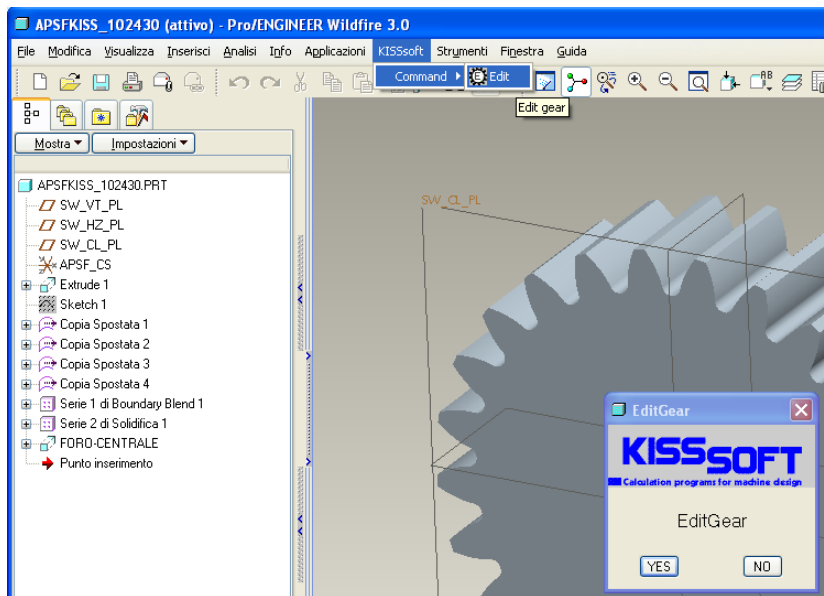 APSFKISS_102430 (attivo) - Pro/ENGINEER Wildfire 3.0
File Modifica Visualizza Inserisci Analisi Info Applicazioni KISSsoft Strumenti Finestra Guida
Command Edit
Edit gear
Mostra Impostazioni
APSFKISS_102430.PRT
SW_VT_PL
SW_HZ_PL
SW_CL_PL
APSF_CS
Extrude 1
Sketch 1
Copia Spostata 1
Copia Spostata 2
Copia Spostata 3
Copia Spostata 4
Serie 1 di Boundary Blend 1
Serie 2 di Solidifica 1
FORO-CENTRALE
Punto inserimento
SW_CL_PL
EditGear
KISSsoft
Calculation programs for machine design
EditGear
YES NO